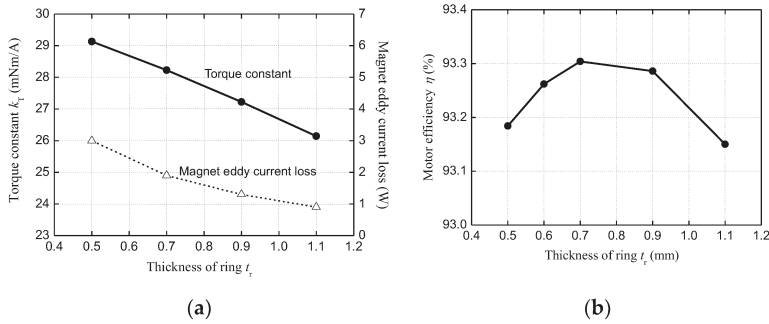 30
29
28
27
26
25
24
23
Torque constant kT (mNm/A)
7
6
5
4
3
2
1
0
Magnet eddy current
loss (W)
Torque constant
Magnet eddy current loss
0.4 0.5 0.6 0.7 0.8 0.9 1.0 1.1 1.2
Thickness of ring tr
(a)
93.4
93.3
93.2
93.1
93.0
Motor efficiency η (%)
0.4 0.5 0.6 0.7 0.8 0.9 1.0 1.1 1.2
Thickness of ring tr (mm)
(b)